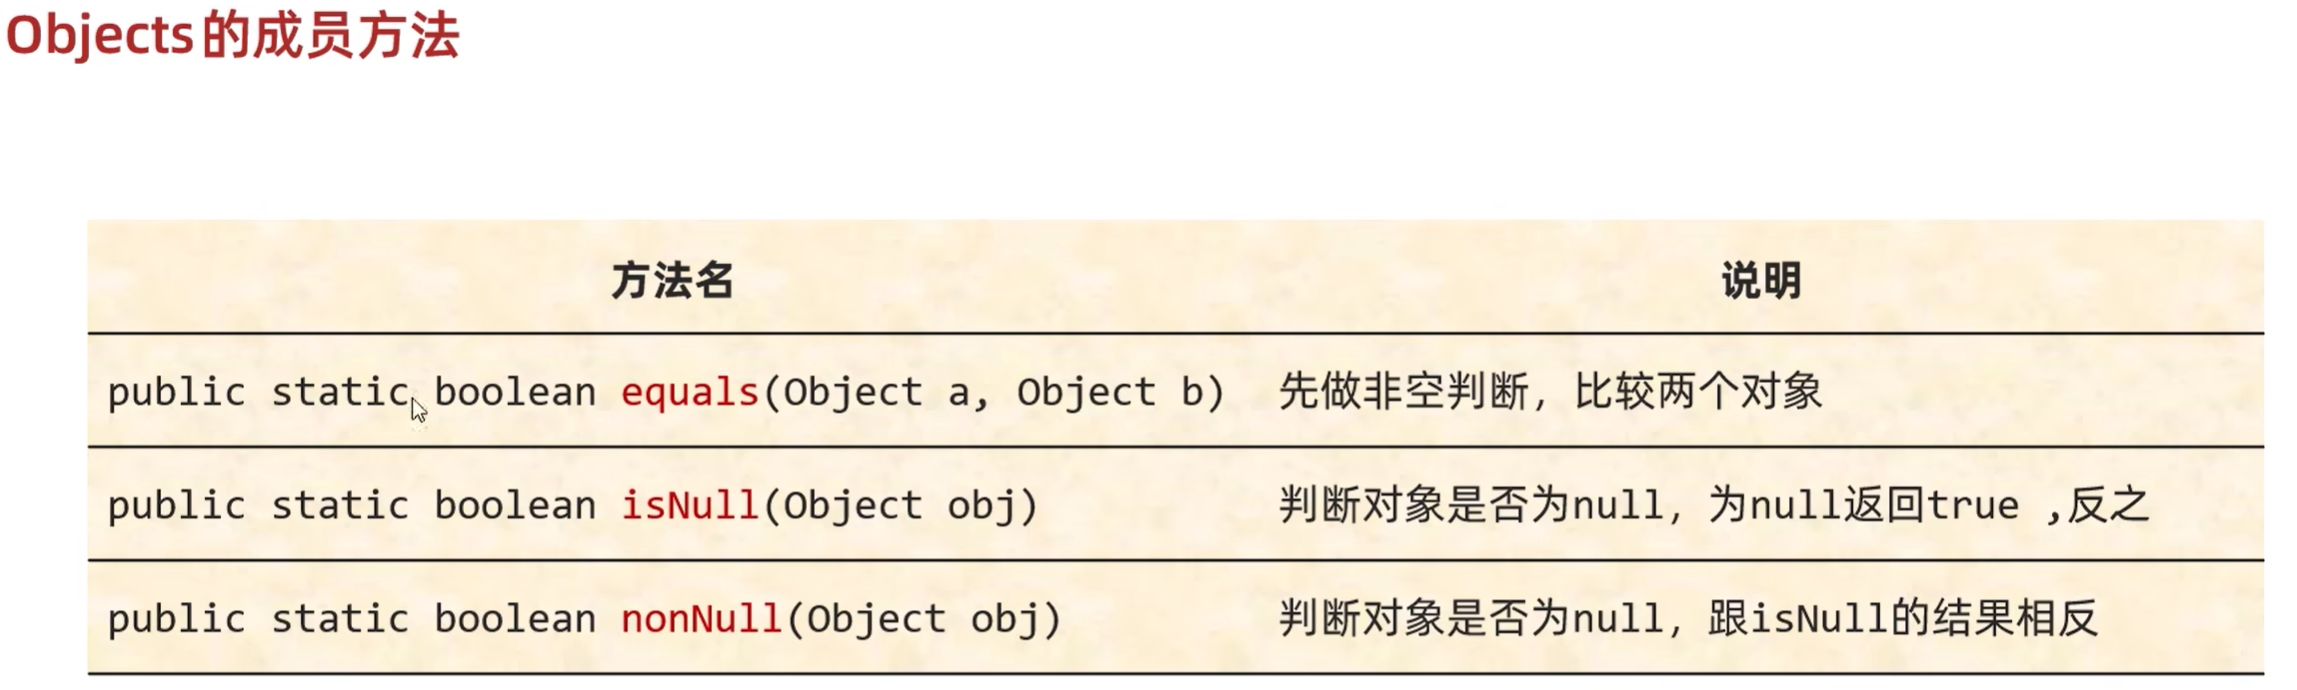 Objects的成员方法
方法名 说明
public static boolean equals(Object a, Object b) 先做非空判断，比较两个对象
public static boolean isNull(Object obj) 判断对象是否为null，为null返回true ,反之
public static boolean nonNull(Object obj) 判断对象是否为null，跟isNull的结果相反